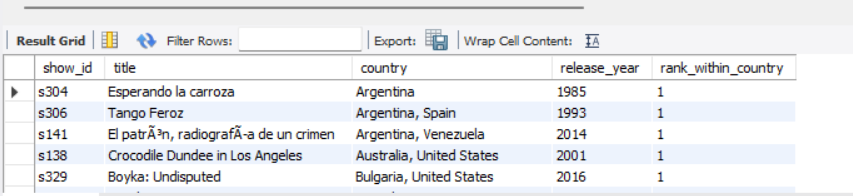 Result Grid Filter Rows: Export: Wrap Cell Content: IA
show_id title country release_year rank_within_country
s304 Esperando la carroza Argentina 1985 1
s306 Tango Feroz Argentina, Spain 1993 1
s141 El patrÃ³n, radiografÃ-a de un crimen Argentina, Venezuela 2014 1
s138 Crocodile Dundee in Los Angeles Australia, United States 2001 1
s329 Boyka: Undisputed Bulgaria, United States 2016 1